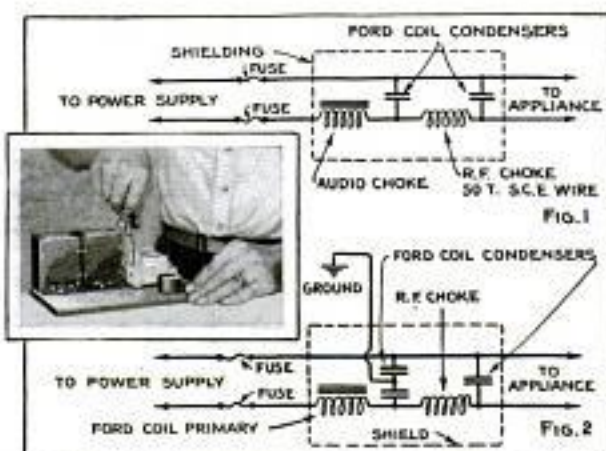 FORD COIL CONDENSERS
SHIELDING
FUSE
TO POWER SUPPLY
FUSE
TO
APPLIANCE
AUDIO CHOKE
R.F. CHOKE
50 T. S.C.E WIRE
FIG.1
GROUND
FORD COIL CONDENSERS
R.F. CHOKE
FUSE
TO POWER SUPPLY
FUSE
TO
APPLIANCE
FORD COIL PRIMARY
SHIELD
FIG.2